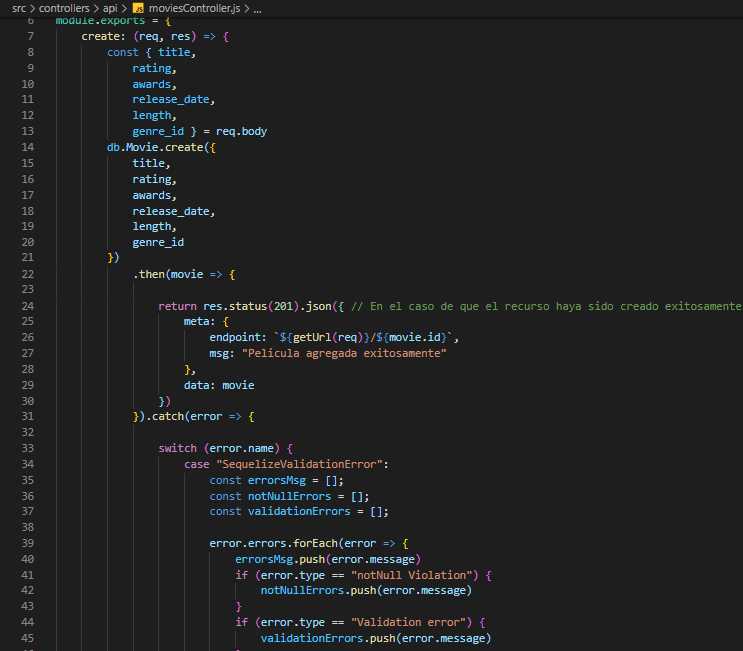 src > controllers > api > JS moviesController.js > ...
6 module.exports = {
7 create: (req, res) => {
8 const { title,
9 rating,
10 awards,
11 release_date,
12 length,
13 genre_id } = req.body
14 db.Movie.create({
15 title,
16 rating,
17 awards,
18 release_date,
19 length,
20 genre_id
21 })
22 .then(movie => {
23
24 return res.status(201).json({ // En el caso de que el recurso haya sido creado exitosamente
25 meta: {
26 endpoint: `${getUrl(req)}/${movie.id}`,
27 msg: "Pelicula agregada exitosamente"
28 },
29 data: movie
30 })
31 }).catch(error => {
32
33 switch (error.name) {
34 case "SequelizeValidationError":
35 const errorsMsg = [];
36 const notNullErrors = [];
37 const validationErrors = [];
38
39 error.errors.forEach(error => {
40 errorsMsg.push(error.message)
41 if (error.type == "notNull Violation") {
42 notNullErrors.push(error.message)
43 }
44 if (error.type == "Validation error") {
45 validationErrors.push(error.message)